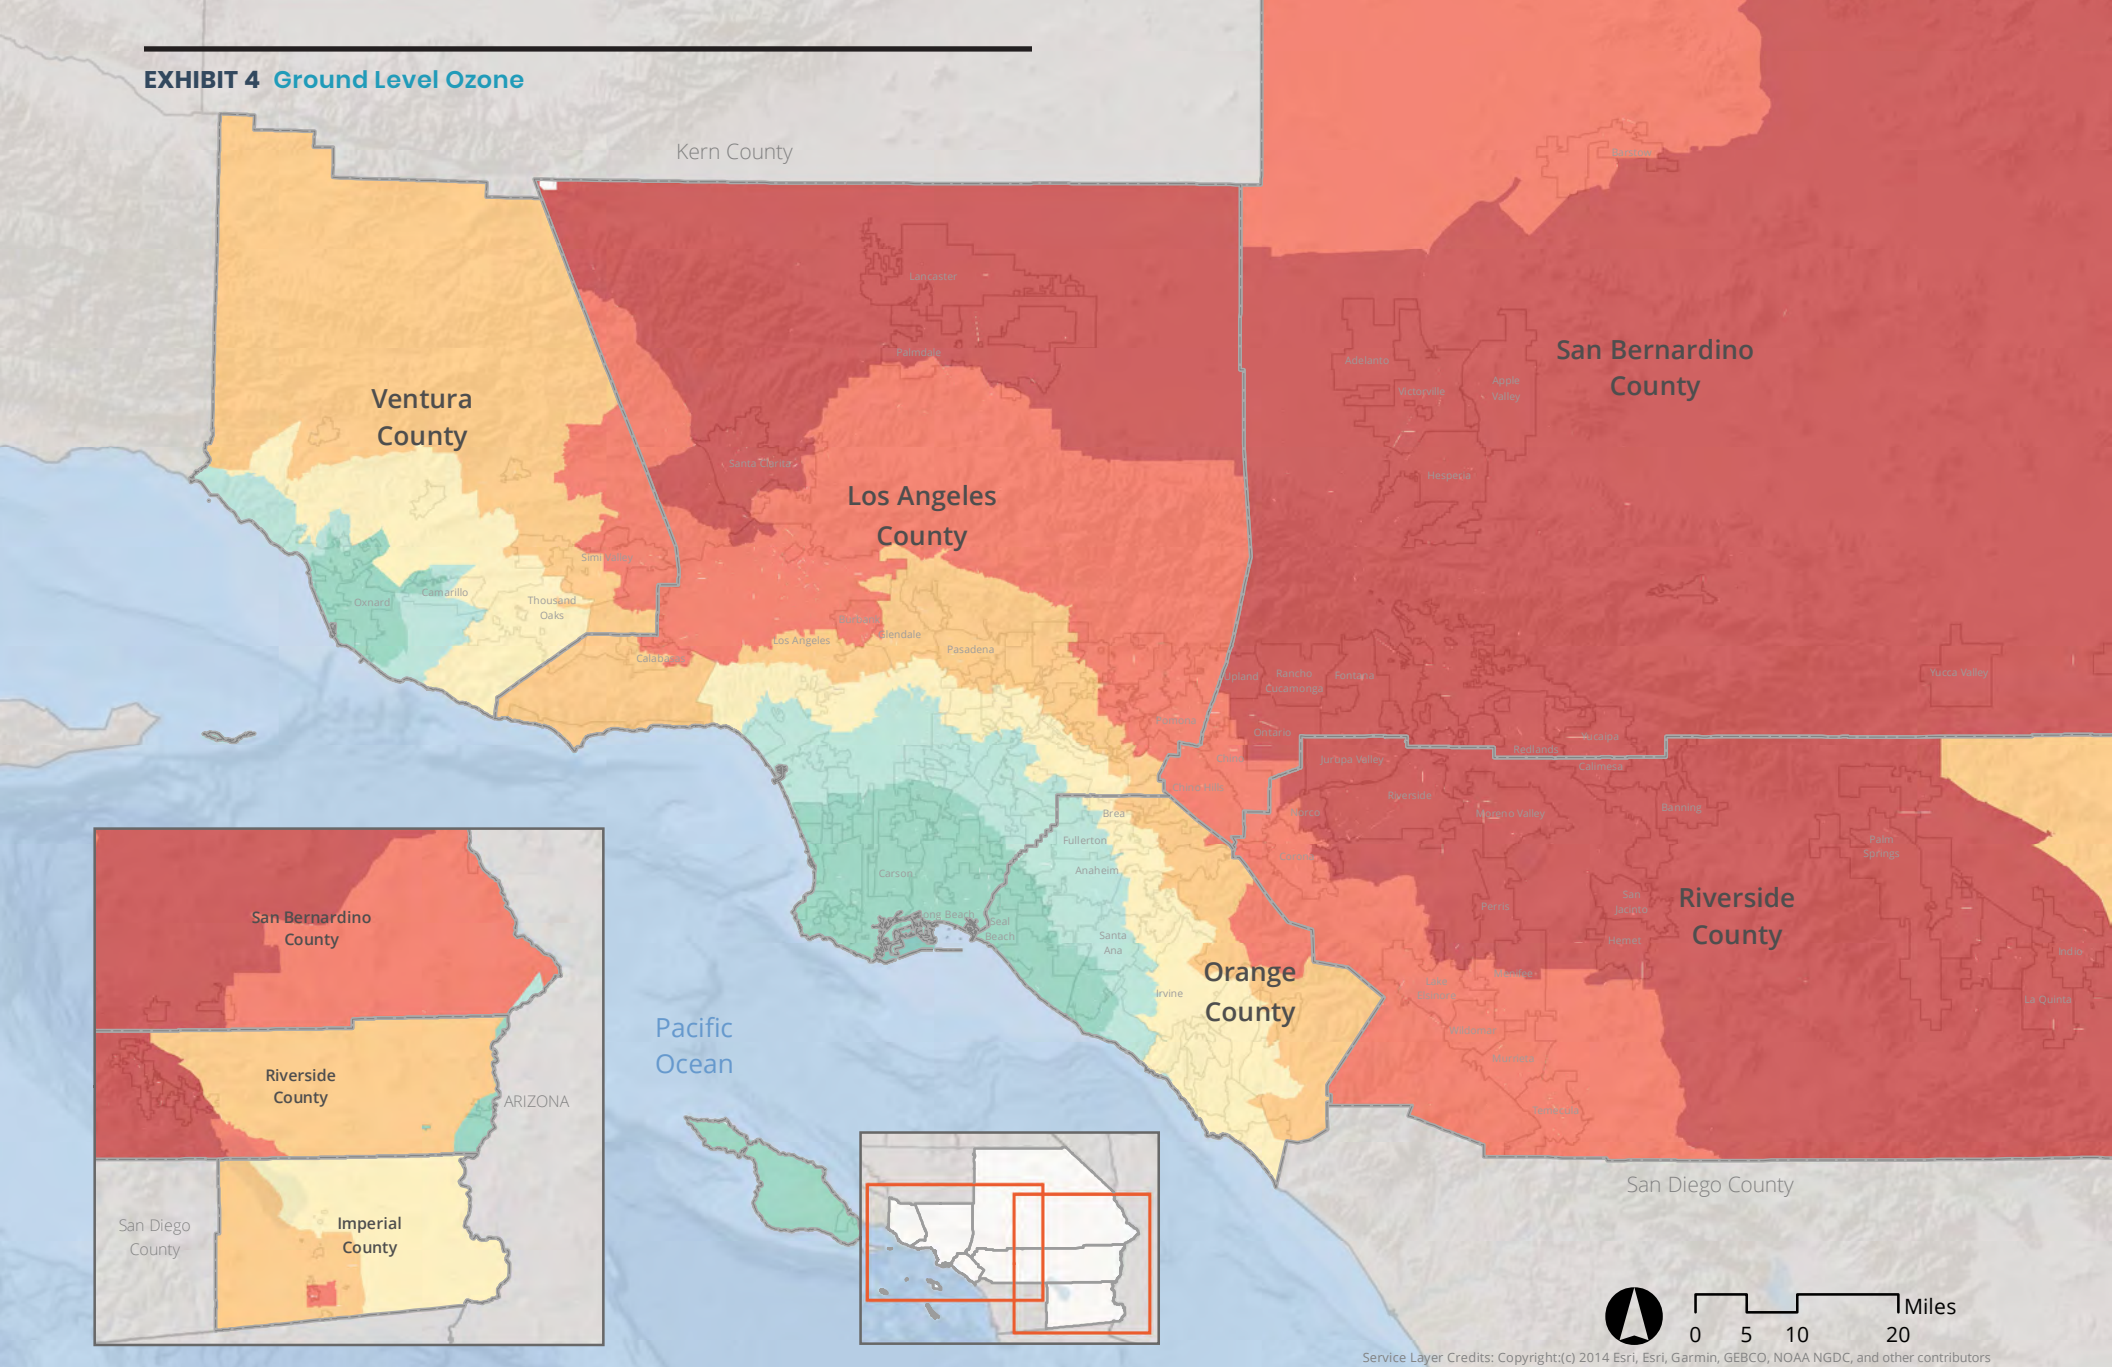 EXHIBIT 4 Ground Level Ozone
Kern County
Lancaster
Palmdale
San Bernardino
County
Adelanto
Victorville
Apple
Valley
Hesperia
Ventura
County
Santa Clarita
Los Angeles
County
Simi Valley
Oxnard
Camarillo
Thousand
Oaks
Los Angeles
Glendale
Pasadena
Calabasas
Upland
Rancho
Cucamonga
Fontana
Yucca Valley
Ontario
Redlands
Yucaipa
Jurupa Valley
Calimesa
Riverside
Moreno Valley
Banning
Norco
Brea
Fullerton
Anaheim
Palm
Springs
Carson
Long Beach
Seal
Beach
Santa
Ana
Perris
San
Jacinto
Hemet
Riverside
County
Indio
La Quinta
Irvine
Orange
County
Pacific
Ocean
San Bernardino
County
Riverside
County
ARIZONA
San Diego
County
Imperial
County
San Diego County
Miles
0 5 10 20
Service Layer Credits: Copyright:(c) 2014 Esri, Esri, Garmin, GEBCO, NOAA NGDC, and other contributors